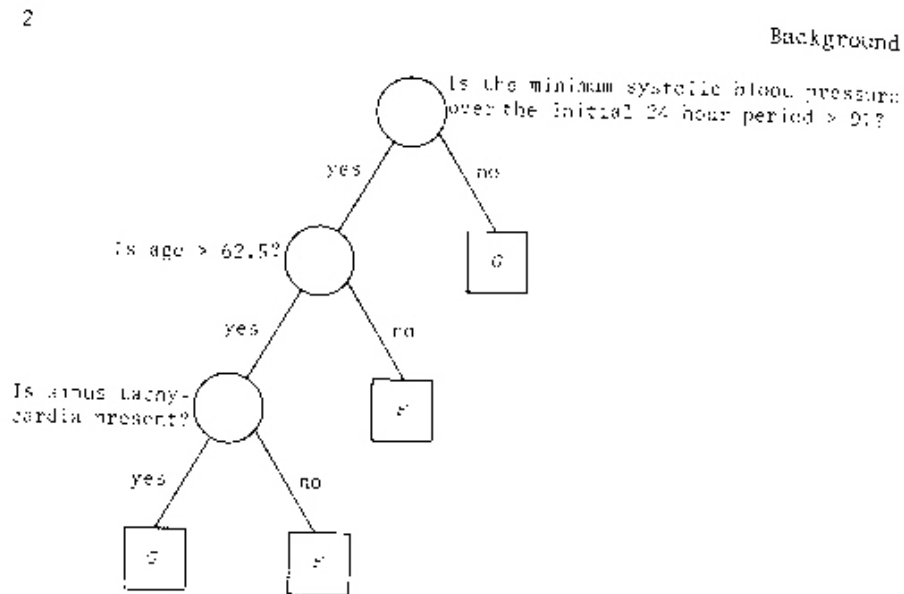 2
Background
Is the minimum systolic blood pressure
over the initial 24 hour period > 91?
yes
no
Is age > 62.5?
G
yes
no
Is sinus tachy-
cardia present?
F
yes
no
G
F